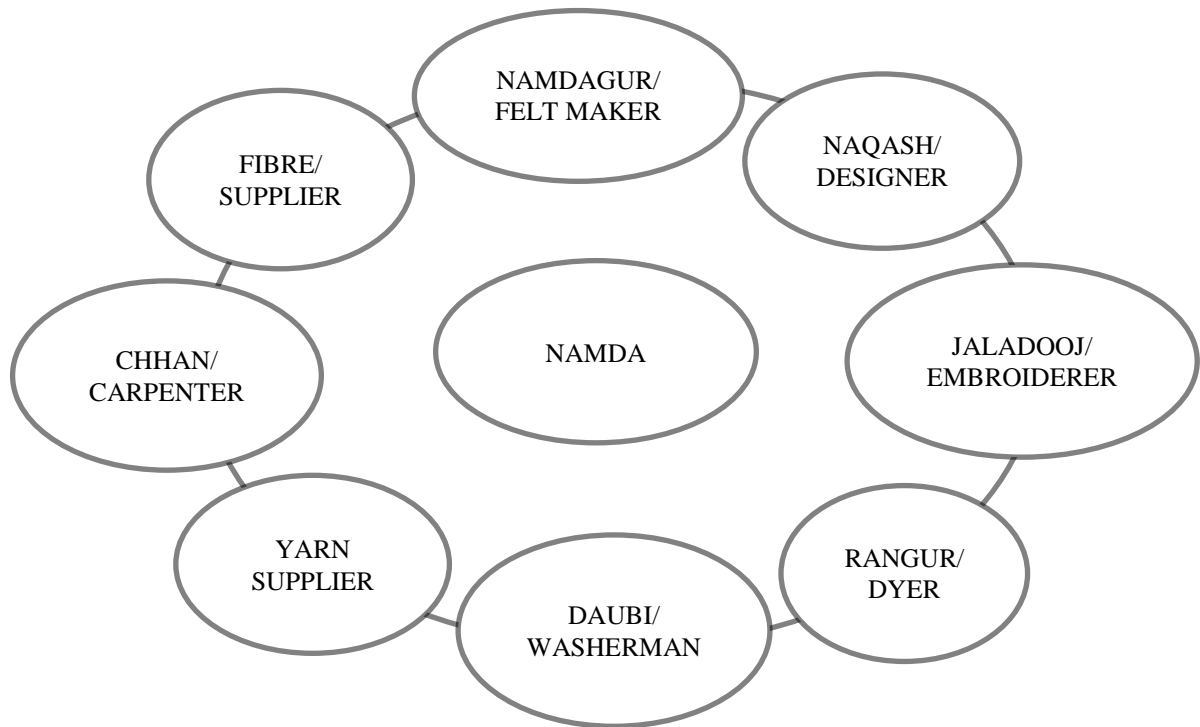 NAMDAGUR/
FELT MAKER
NAQASH/
DESIGNER
FIBRE/
SUPPLIER
NAMDA
JALADOOJ/
EMBROIDERER
CHHAN/
CARPENTER
YARN
SUPPLIER
RANGUR/
DYER
DAUBI/
WASHERMAN